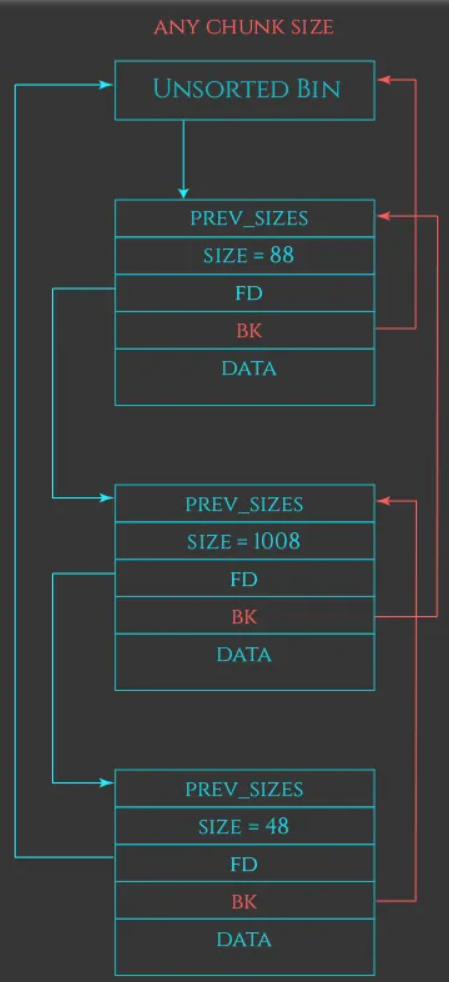 ANY CHUNK SIZE
UNSORTED BIN
PREV_SIZES
SIZE = 88
FD
BK
DATA
PREV_SIZES
SIZE = 1008
FD
BK
DATA
PREV_SIZES
SIZE = 48
FD
BK
DATA